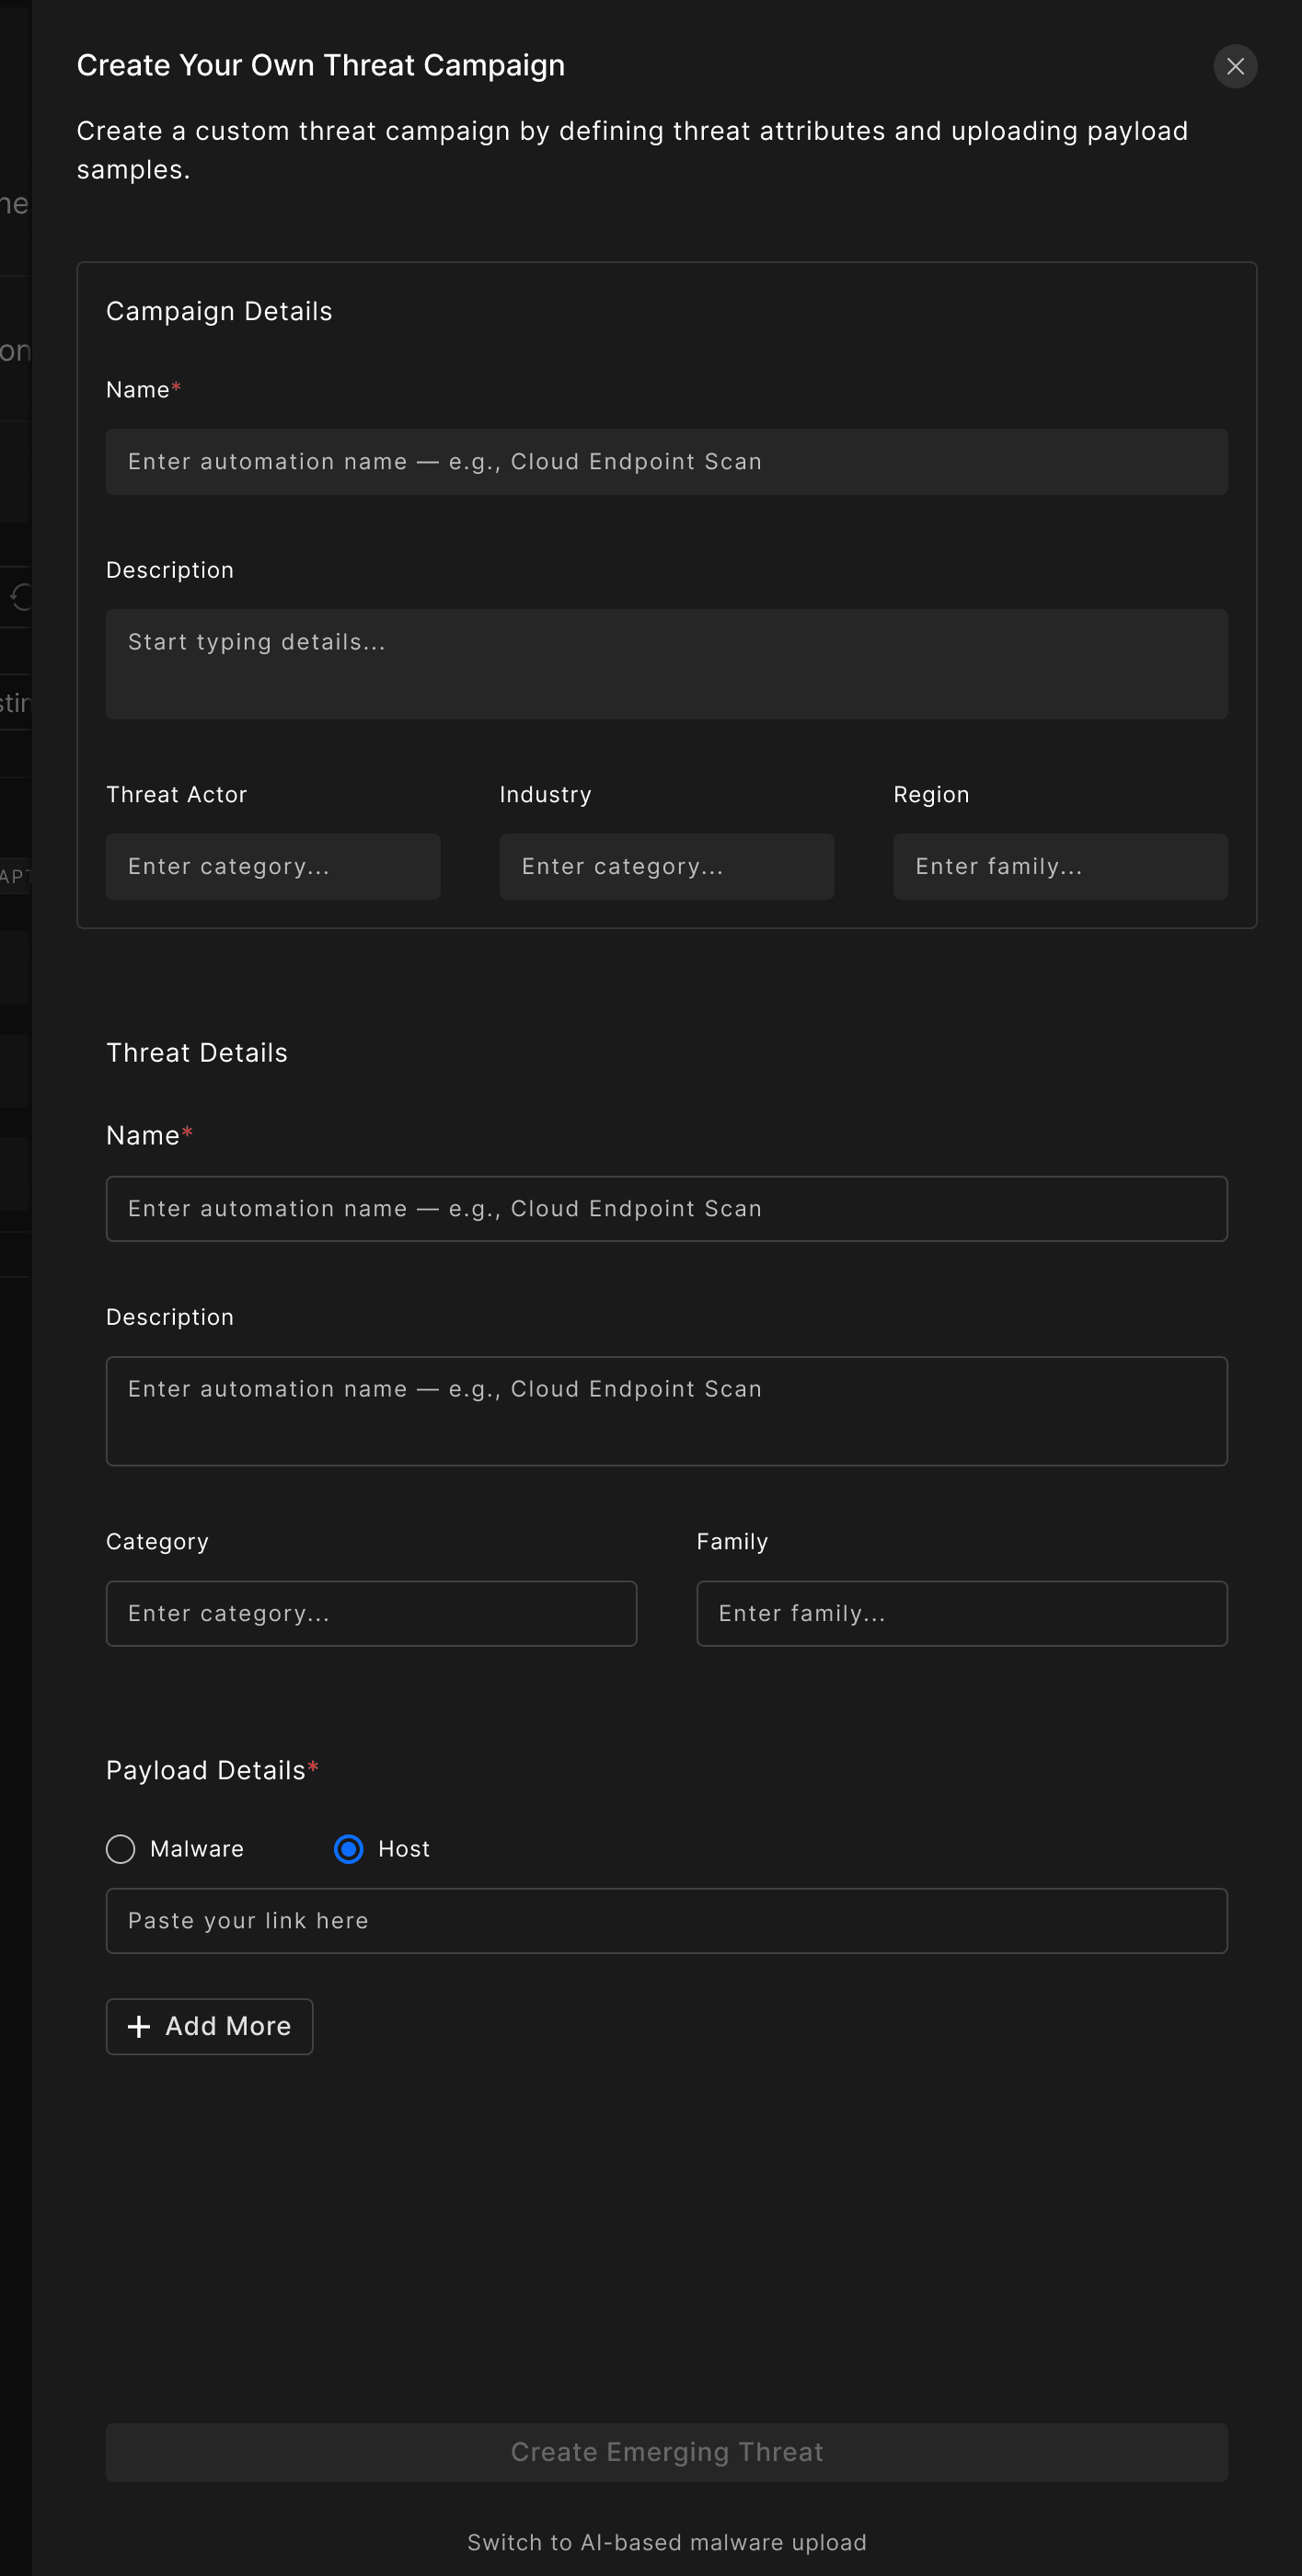 Create Your Own Threat Campaign
Create a custom threat campaign by defining threat attributes and uploading payload
samples.
Campaign Details
Name*
Enter automation name — e.g., Cloud Endpoint Scan
Description
Start typing details...
Threat Actor Industry Region
Enter category... Enter category... Enter family...
Threat Details
Name*
Enter automation name — e.g., Cloud Endpoint Scan
Description
Enter automation name — e.g., Cloud Endpoint Scan
Category Family
Enter category... Enter family...
Payload Details*
Malware Host
Paste your link here
+ Add More
Create Emerging Threat
Switch to AI-based malware upload